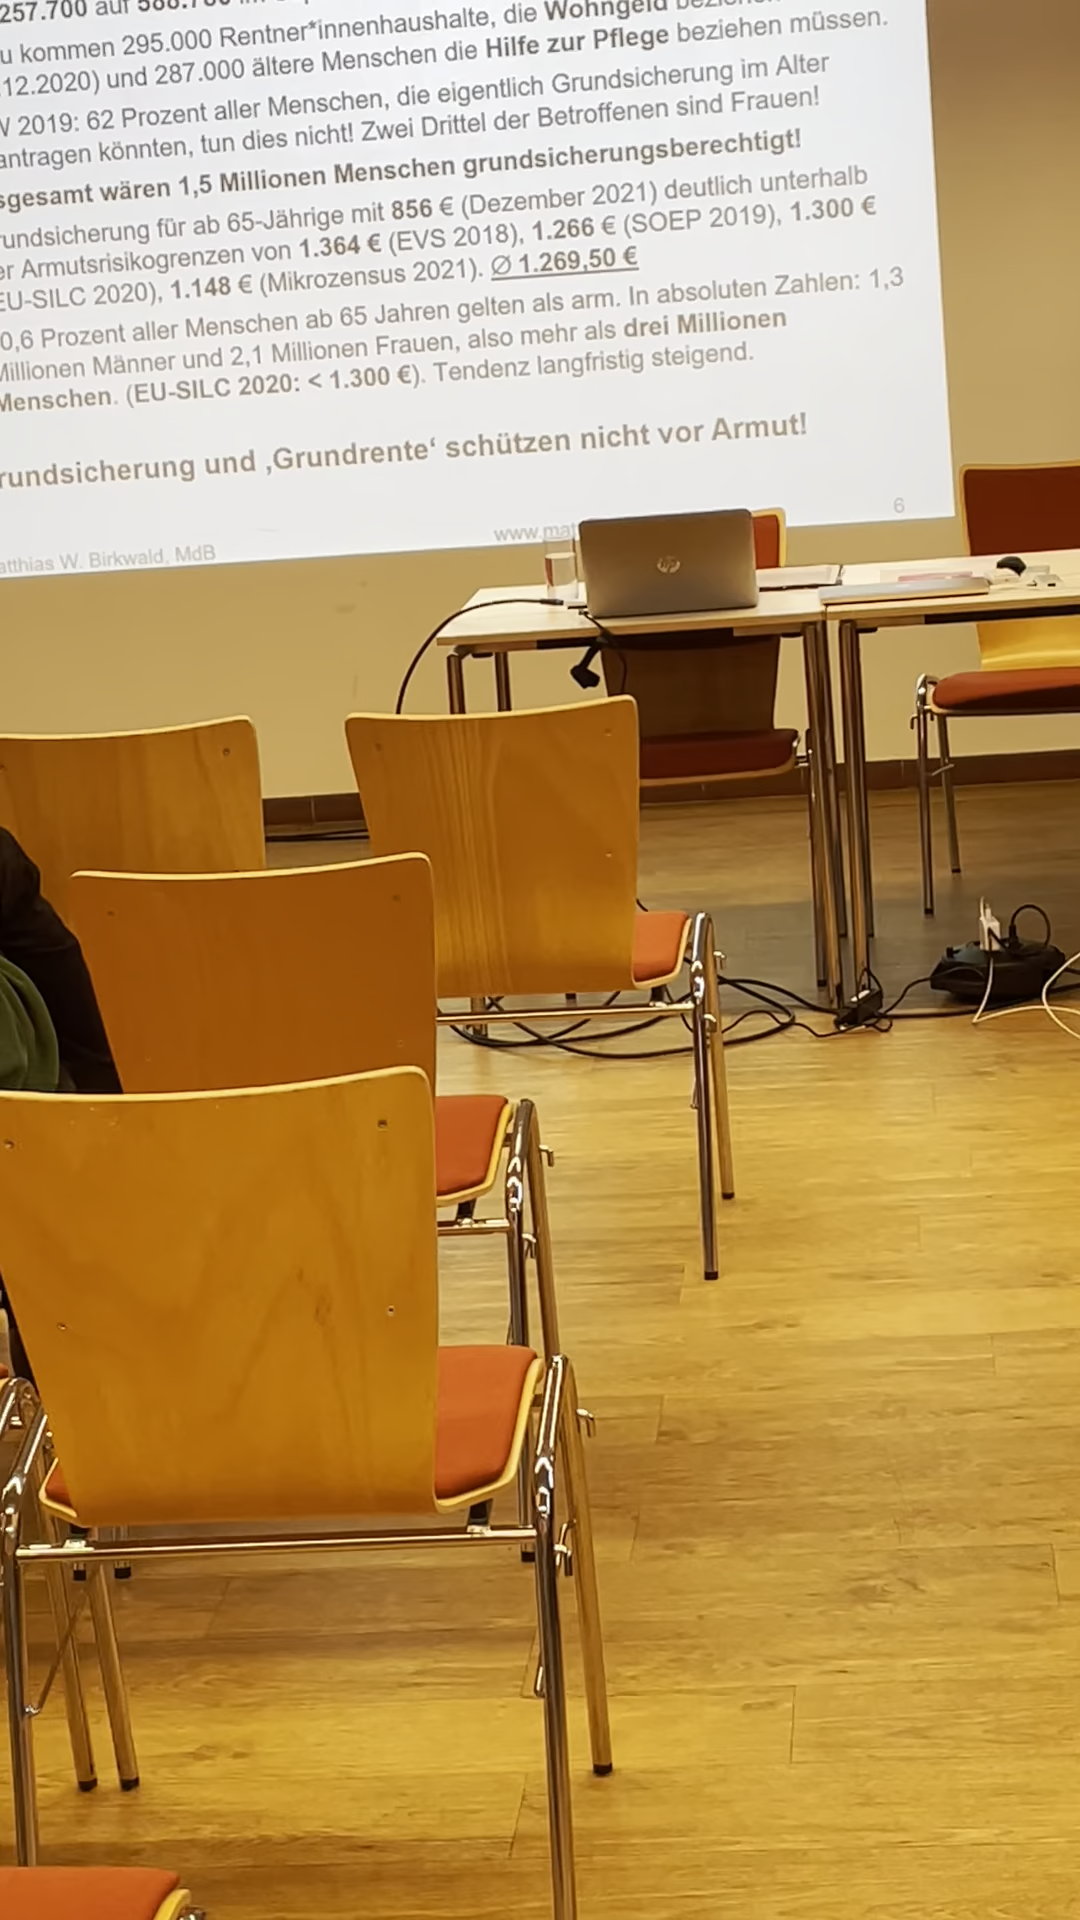 257.700 auf
u kommen 295.000 Rentner*innenhaushalte, die Wohngeld
12.2020) und 287.000 ältere Menschen die Hilfe zur Pflege beziehen müssen.
2019: 62 Prozent aller Menschen, die eigentlich Grundsicherung im Alter
antragen könnten, tun dies nicht! Zwei Drittel der Betroffenen sind Frauen!
sgesamt wären 1,5 Millionen Menschen grundsicherungsberechtigt!
undsicherung für ab 65-Jährige mit 856 € (Dezember 2021) deutlich unterhalb
er Armutsrisikogrenzen von 1.364 € (EVS 2018), 1.266 € (SOEP 2019), 1.300 €
EU-SILC 2020), 1.148 € (Mikrozensus 2021). Ø 1.269,50 €
0,6 Prozent aller Menschen ab 65 Jahren gelten als arm. In absoluten Zahlen: 1,3
Millionen Männer und 2,1 Millionen Frauen, also mehr als drei Millionen
Menschen. (EU-SILC 2020: < 1.300 €). Tendenz langfristig steigend.
rundsicherung und ‚Grundrente‘ schützen nicht vor Armut!
atthias W. Birkwald, MdB
www.mat
6
hp